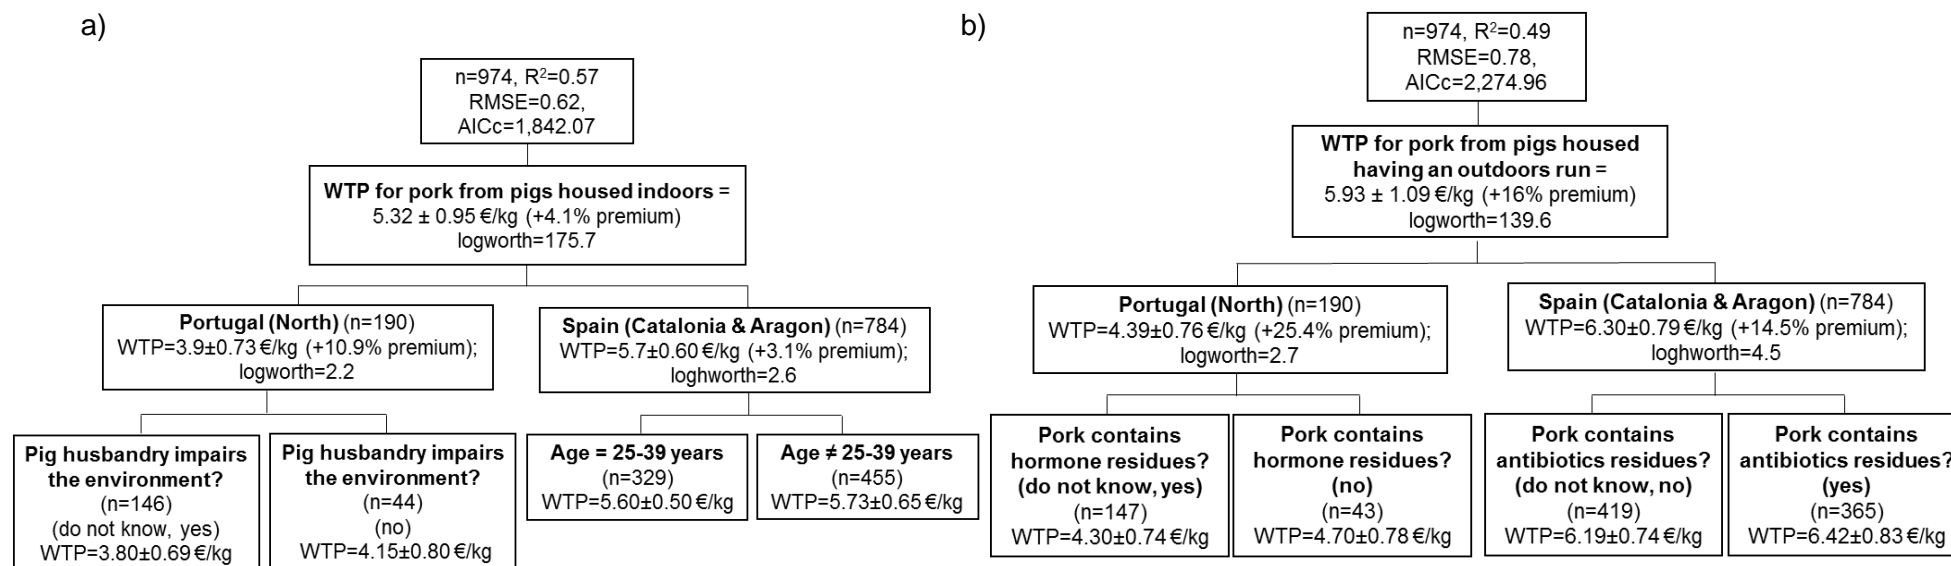 a)
n=974, R²=0.57
RMSE=0.62,
AICc=1,842.07
WTP for pork from pigs housed indoors =
5.32 ± 0.95 €/kg (+4.1% premium)
logworth=175.7
Portugal (North) (n=190)
WTP=3.9±0.73 €/kg (+10.9% premium);
logworth=2.2
Spain (Catalonia & Aragon) (n=784)
WTP=5.7±0.60 €/kg (+3.1% premium);
loghworth=2.6
Pig husbandry impairs
the environment?
(n=146)
(do not know, yes)
WTP=3.80±0.69 €/kg
Pig husbandry impairs
the environment?
(n=44)
(no)
WTP=4.15±0.80 €/kg
Age = 25-39 years
(n=329)
WTP=5.60±0.50 €/kg
Age ≠ 25-39 years
(n=455)
WTP=5.73±0.65 €/kg
b)
n=974, R²=0.49
RMSE=0.78,
AICc=2,274.96
WTP for pork from pigs housed
having an outdoors run =
5.93 ± 1.09 €/kg (+16% premium)
logworth=139.6
Portugal (North) (n=190)
WTP=4.39±0.76 €/kg (+25.4% premium);
logworth=2.7
Spain (Catalonia & Aragon) (n=784)
WTP=6.30±0.79 €/kg (+14.5% premium);
loghworth=4.5
Pork contains
hormone residues?
(do not know, yes)
(n=147)
WTP=4.30±0.74 €/kg
Pork contains
hormone residues?
(no)
(n=43)
WTP=4.70±0.78 €/kg
Pork contains
antibiotics residues?
(do not know, no)
(n=419)
WTP=6.19±0.74 €/kg
Pork contains
antibiotics residues?
(yes)
(n=365)
WTP=6.42±0.83 €/kg